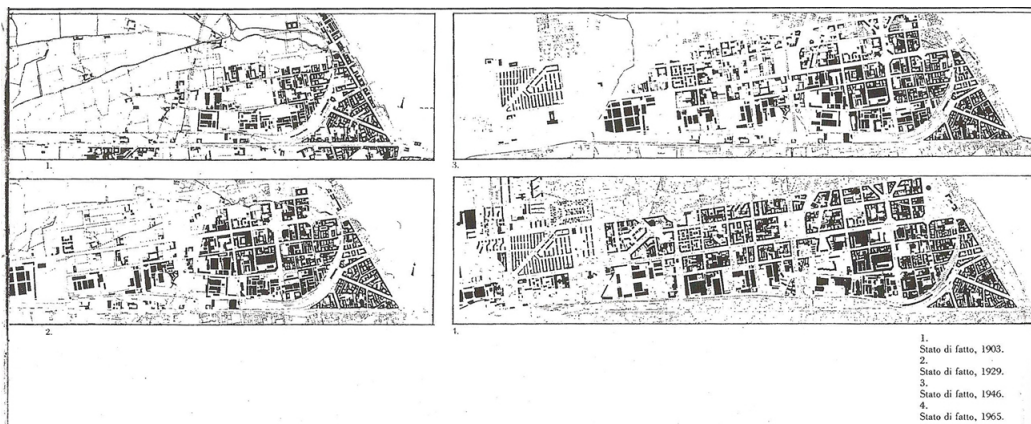 1.
3.
2.
1.
1.
Stato di fatto, 1903.
2.
Stato di fatto, 1929.
3.
Stato di fatto, 1946.
4.
Stato di fatto, 1965.